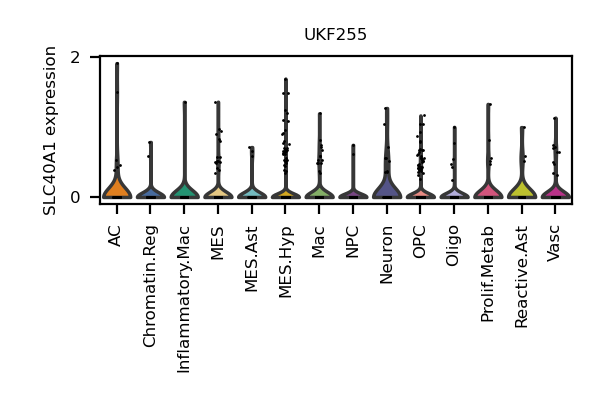 UKF255
SLC40A1 expression
2
0
AC
Chromatin.Reg
Inflammatory.Mac
MES
MES.Ast
MES.Hyp
Mac
NPC
Neuron
OPC
Oligo
Prolif.Metab
Reactive.Ast
Vasc